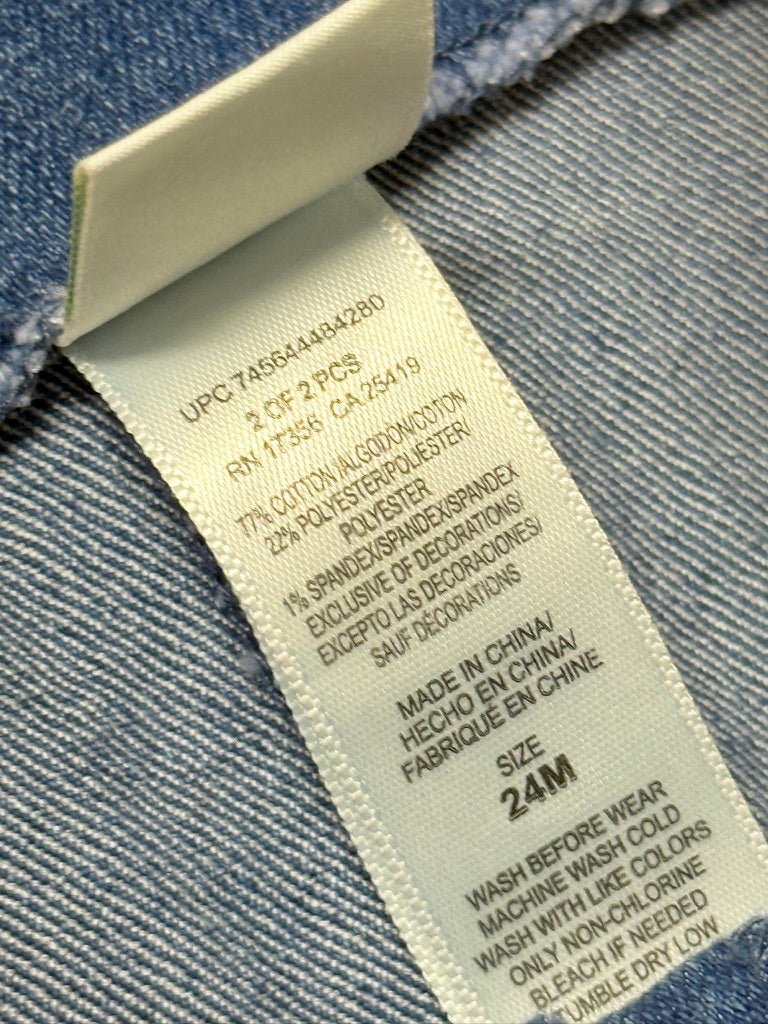 UPC 745644484280
2 OF 2 PCS
RN 17356 CA 25419
77% COTTON/ALGODON/COTON
22% POLYESTER/POLIÉSTER/
POLYESTER
1% SPANDEX/SPANDEX/SPANDEX
EXCLUSIVE OF DECORATIONS/
EXCEPTO LAS DECORACIONES/
SAUF DÉCORATIONS
MADE IN CHINA/
HECHO EN CHINA/
FABRIQUÉ EN CHINE
SIZE
24M
WASH BEFORE WEAR
MACHINE WASH COLD
WASH WITH LIKE COLORS
ONLY NON-CHLORINE
BLEACH IF NEEDED
TUMBLE DRY LOW